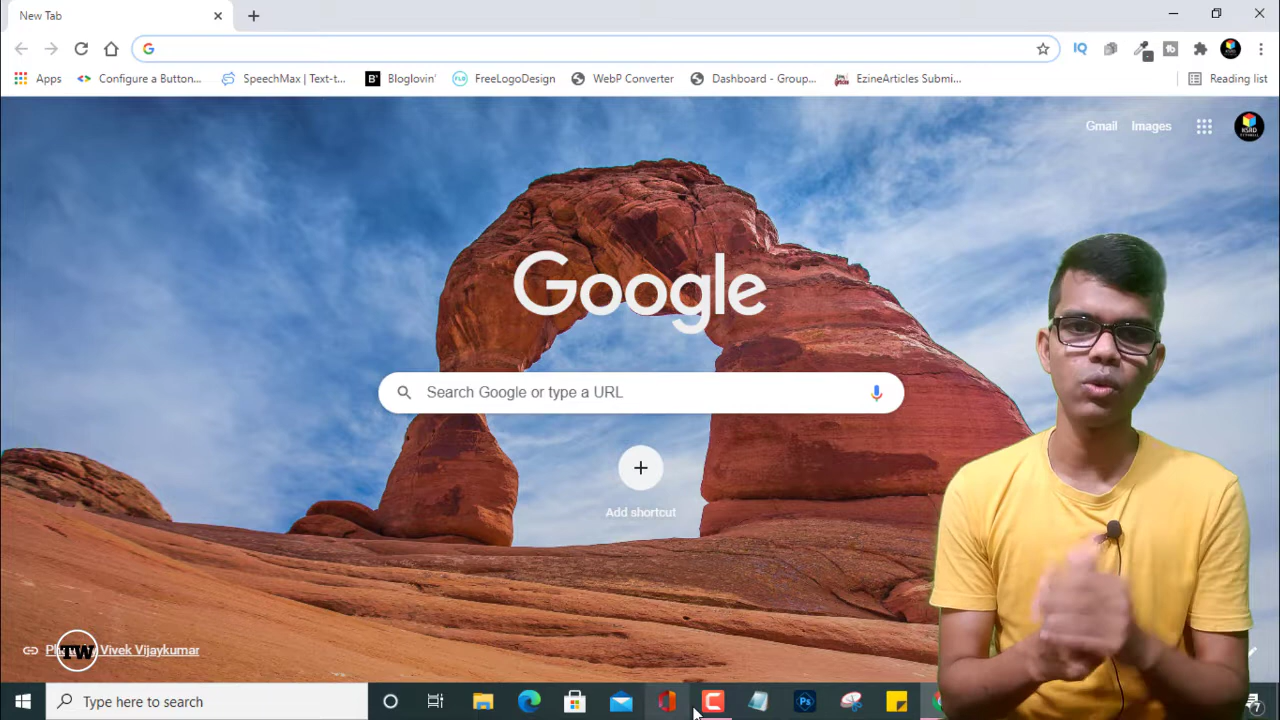 New Tab
Apps
Configure a Button...
SpeechMax | Text-t...
Bloglovin'
FreeLogoDesign
WebP Converter
Dashboard - Group...
EzineArticles Submi...
Reading list
Gmail
Images
Google
Search Google or type a URL
Add shortcut
TW
Vivek Vijaykumar
Type here to search